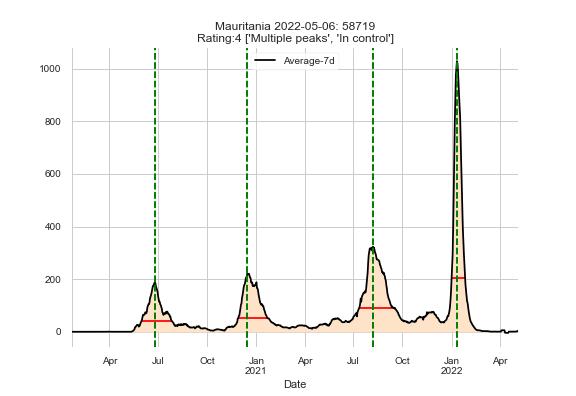 Mauritania 2022-05-06: 58719
Rating:4 ['Multiple peaks', 'In control']
Average-7d
1000
800
600
400
200
0
Apr Jul Oct Jan Apr Jul Oct Jan Apr
2021 2022
Date